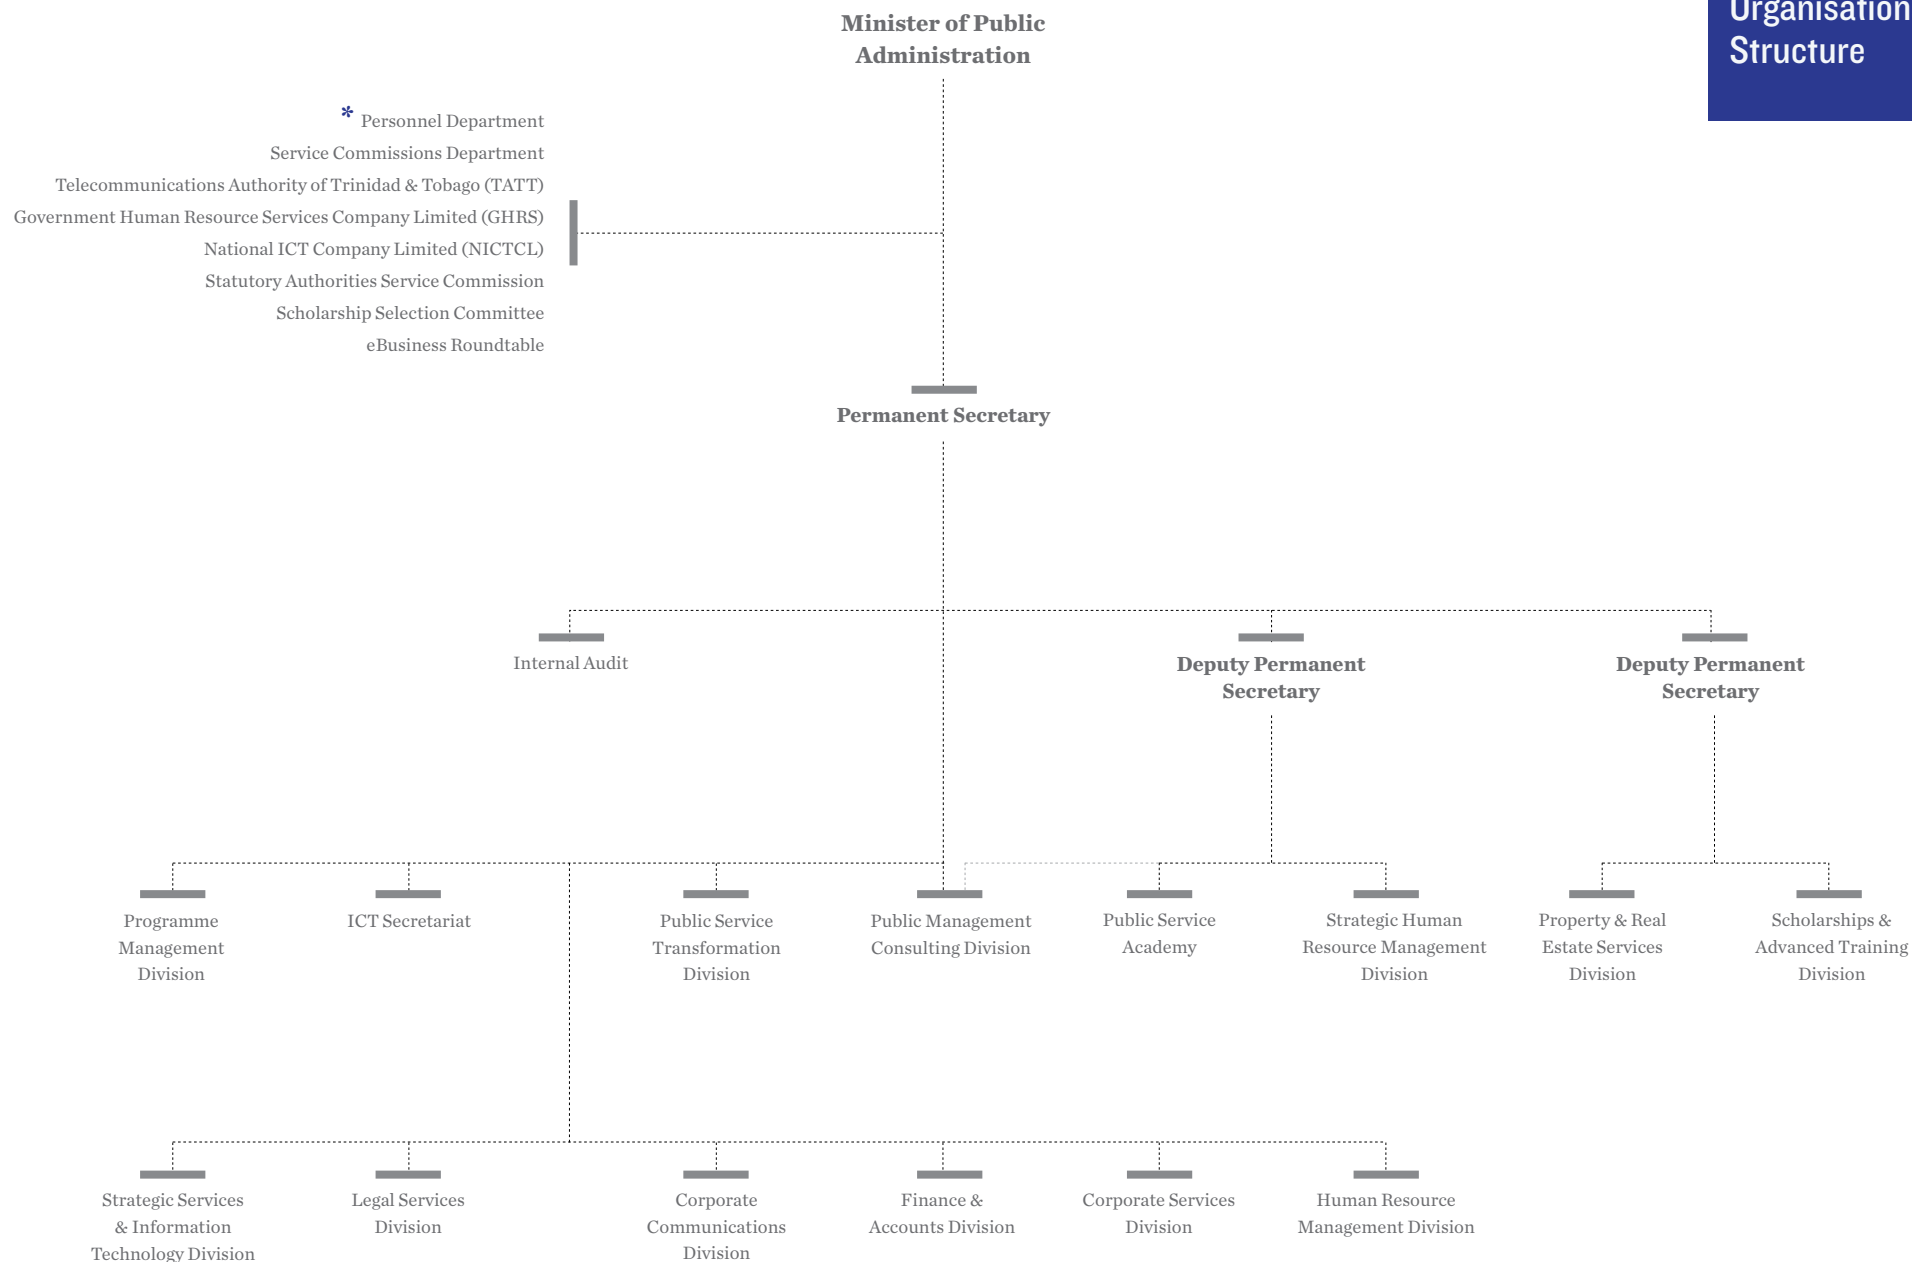 Organisation
Structure
Minister of Public
Administration
* Personnel Department
Service Commissions Department
Telecommunications Authority of Trinidad & Tobago (TATT)
Government Human Resource Services Company Limited (GHRS)
National ICT Company Limited (NICTCL)
Statutory Authorities Service Commission
Scholarship Selection Committee
eBusiness Roundtable
Permanent Secretary
Internal Audit
Deputy Permanent
Secretary
Deputy Permanent
Secretary
Programme
Management
Division
ICT Secretariat
Public Service
Transformation
Division
Public Management
Consulting Division
Public Service
Academy
Strategic Human
Resource Management
Division
Property & Real
Estate Services
Division
Scholarships &
Advanced Training
Division
Strategic Services
& Information
Technology Division
Legal Services
Division
Corporate
Communications
Division
Finance &
Accounts Division
Corporate Services
Division
Human Resource
Management Division